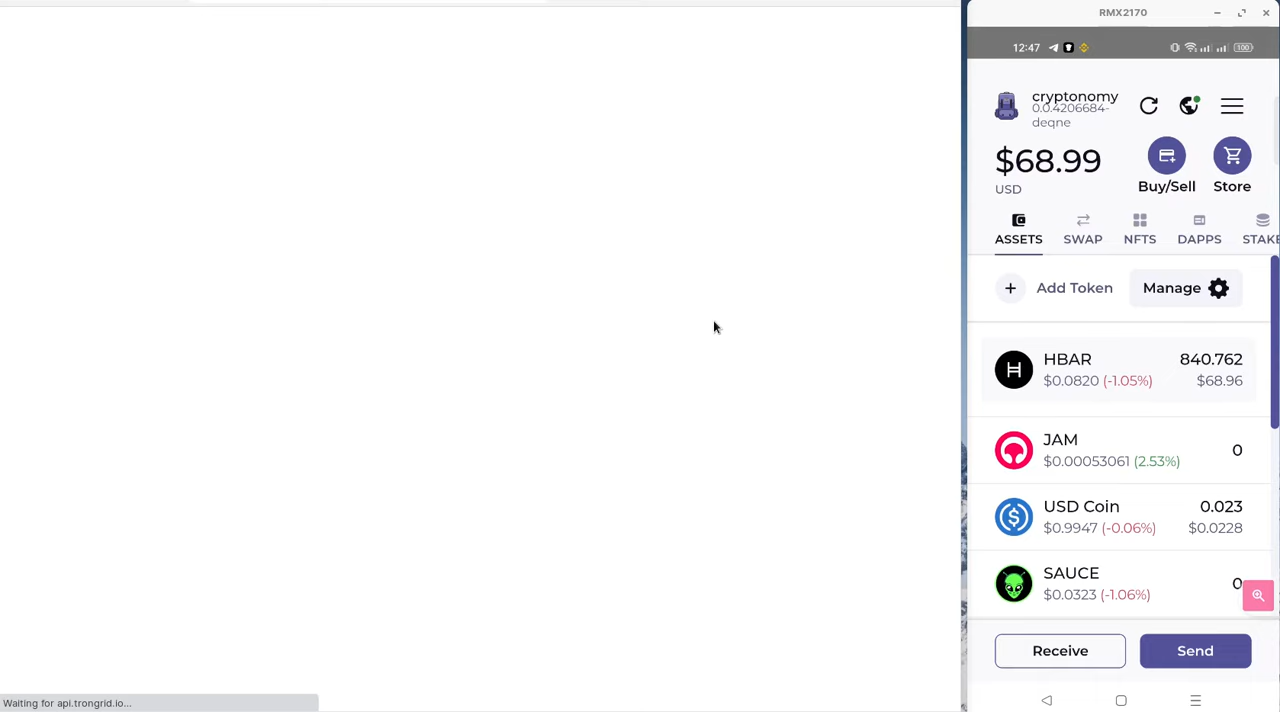 RMX2170
12:47
100
cryptonomy
0.0.4206684-
deqne
$68.99
USD
Buy/Sell
Store
ASSETS
SWAP
NFTS
DAPPS
STAKE
Add Token
Manage
HBAR
840.762
$0.0820 (-1.05%)
$68.96
JAM
0
$0.00053061 (2.53%)
USD Coin
0.023
$0.9947 (-0.06%)
$0.0228
SAUCE
0
$0.0323 (-1.06%)
Receive
Send
Waiting for api.trongrid.io...